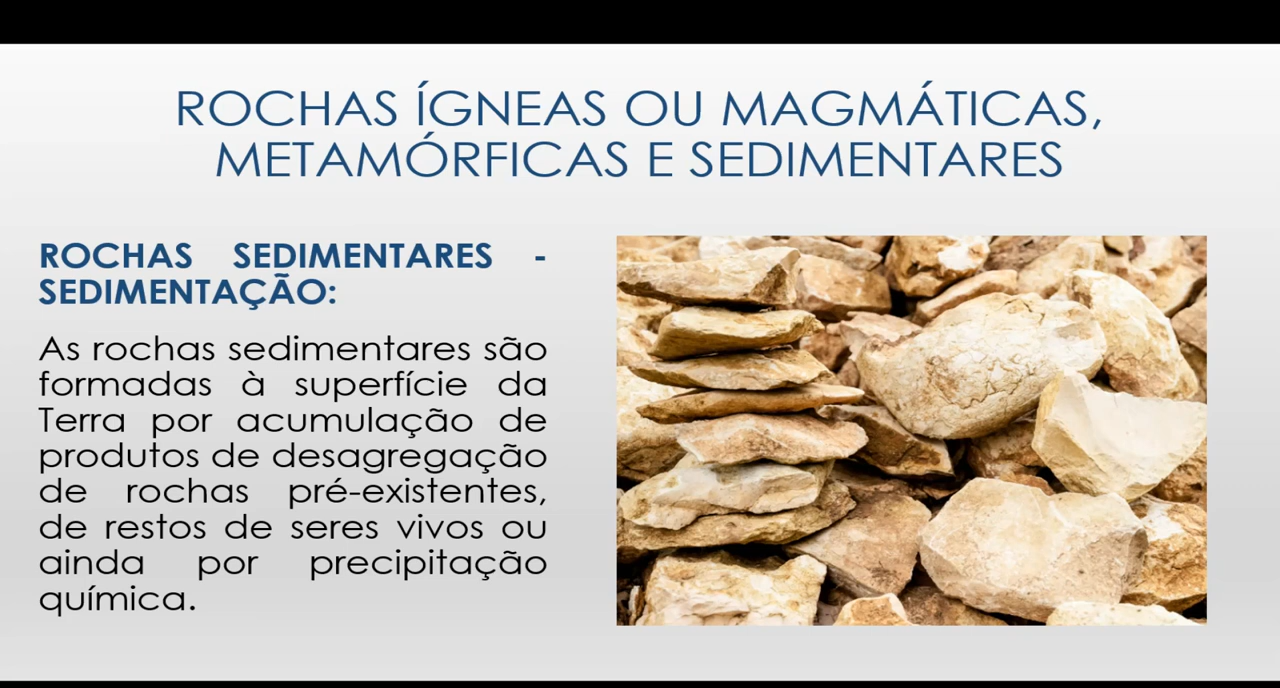 ROCHAS ÍGNEAS OU MAGMÁTICAS,
METAMÓRFICAS E SEDIMENTARES
ROCHAS SEDIMENTARES -
SEDIMENTAÇÃO:
As rochas sedimentares são
formadas à superfície da
Terra por acumulação de
produtos de desagregação
de rochas pré-existentes,
de restos de seres vivos ou
ainda por precipitação
química.